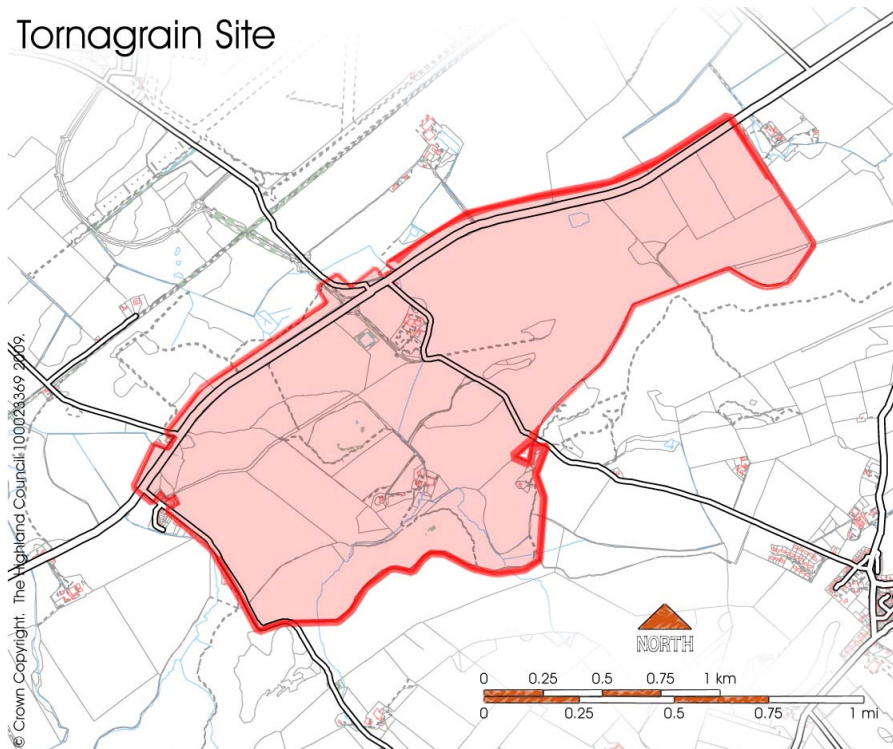 Tornagrain Site
© Crown Copyright. The Highland Council 100023369 2009.
NORTH
0 0.25 0.5 0.75 1 km
0 0.25 0.5 0.75 1 mi